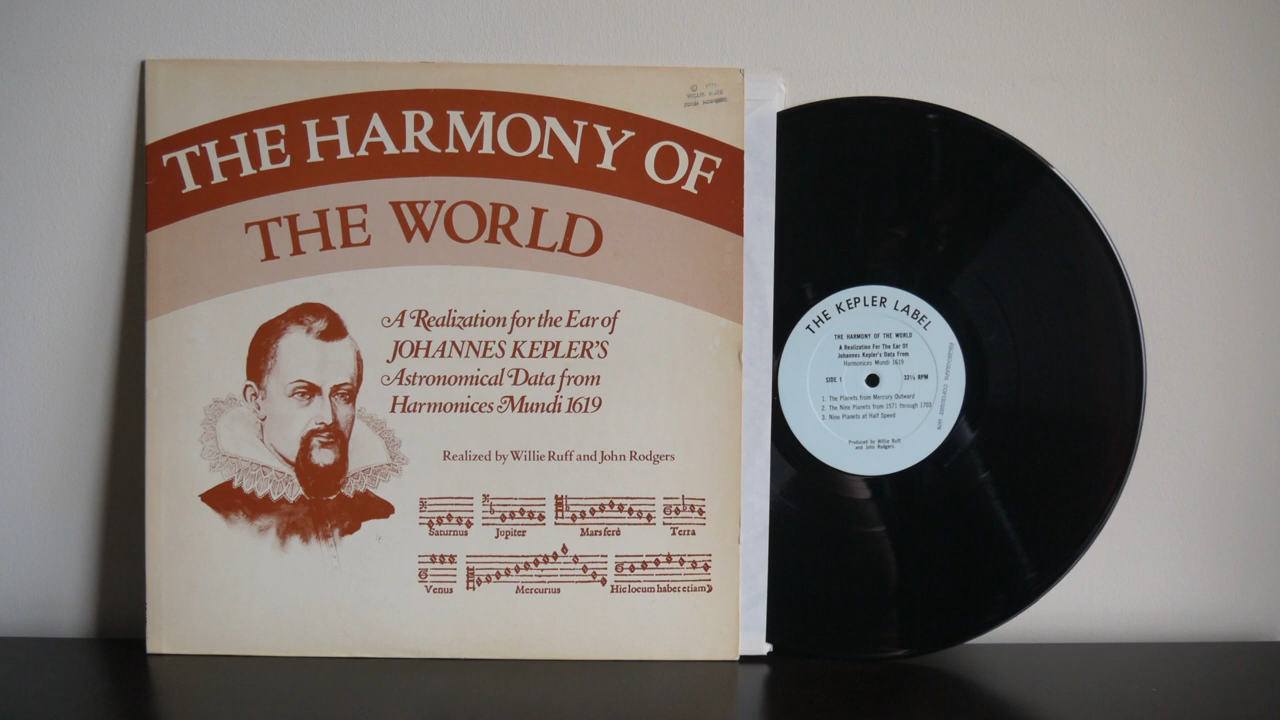 THE HARMONY OF
THE WORLD
A Realization for the Ear of
JOHANNES KEPLER'S
Astronomical Data from
Harmonices Mundi 1619
Realized by Willie Ruff and John Rodgers
Saturnus Jupiter Marsferè Terra
Venus Mercurius Hic locum habet etiam ☽
THE KEPLER LABEL
THE HARMONY OF THE WORLD
A Realization For The Ear Of
Johannes Kepler's Data From
Harmonices Mundi 1619
SIDE 1 33⅓ RPM
1. The Planets from Mercury Outward
2. The Nine Planets from 1571 through 1703
3. Nine Planets at Half Speed
Produced by Willie Ruff
and John Rodgers